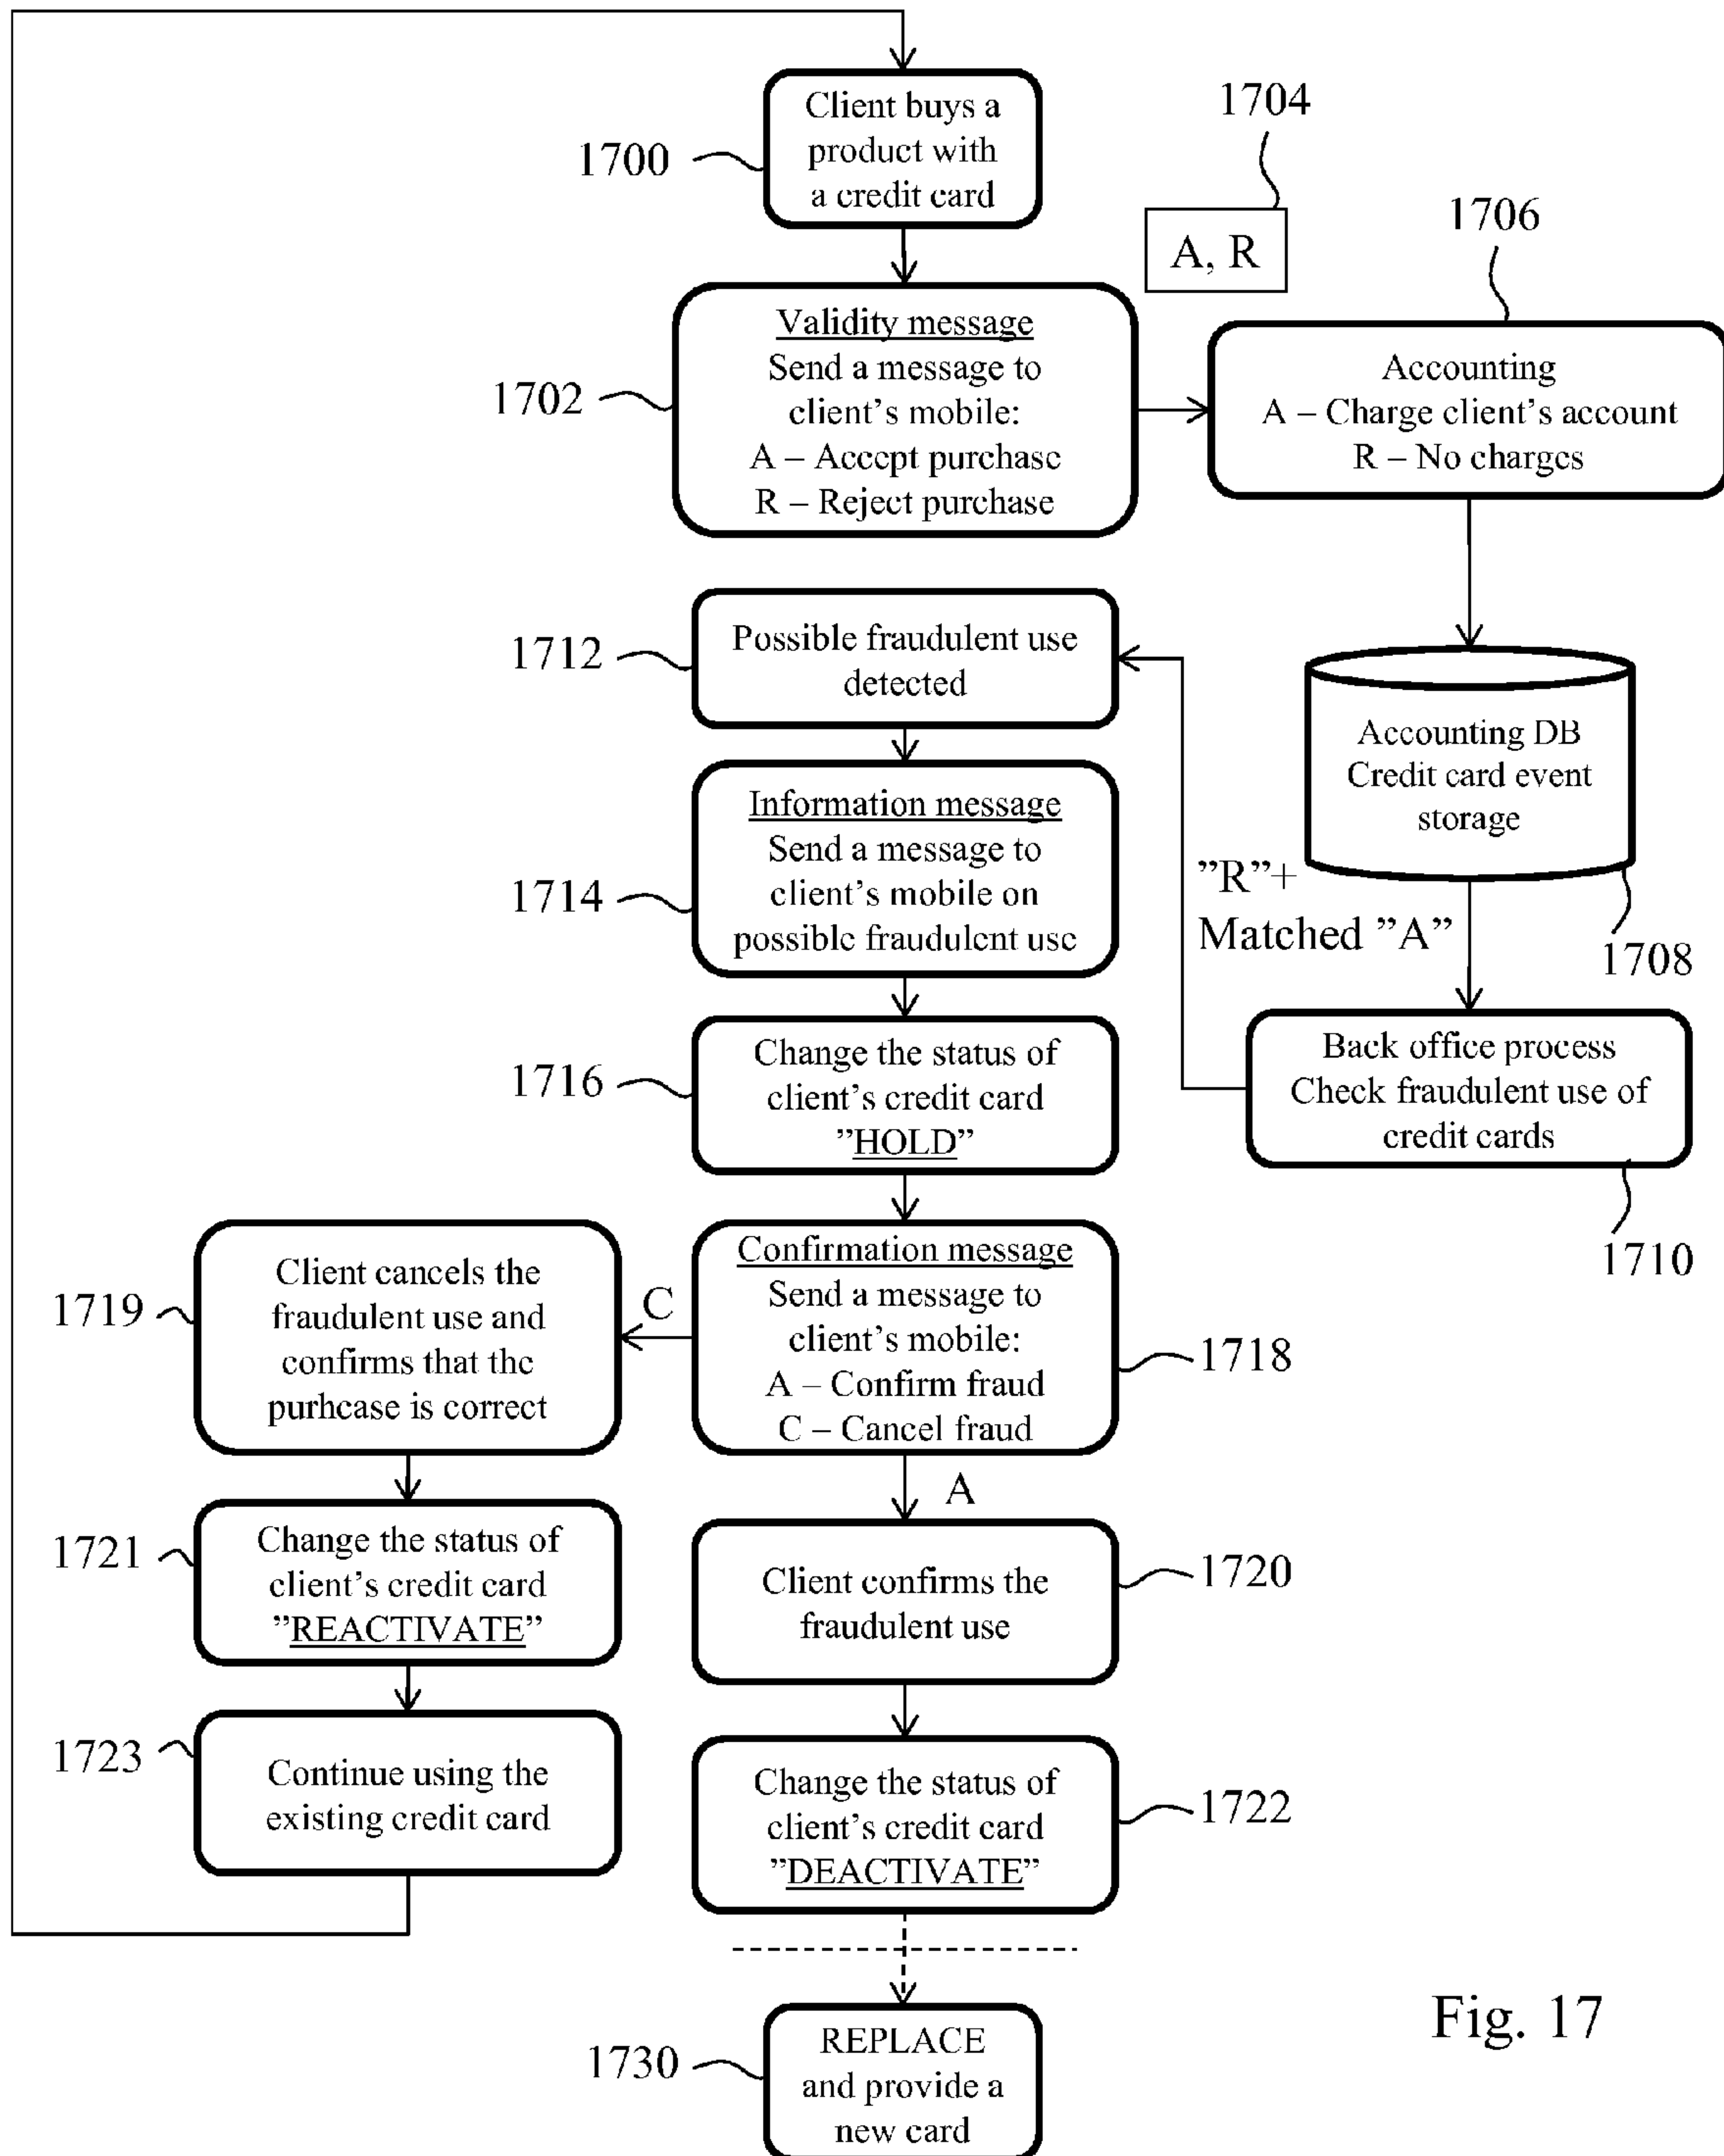 Client buys a
product with
a credit card
1700
1704
A, R
1706
Validity message
Send a message to
client's mobile:
A – Accept purchase
R – Reject purchase
1702
Accounting
A – Charge client's account
R – No charges
1712
Possible fraudulent use
detected
Accounting DB
Credit card event
storage
1708
Information message
Send a message to
client's mobile on
possible fraudulent use
1714
"R"+
Matched "A"
Change the status of
client's credit card
"HOLD"
1716
Back office process
Check fraudulent use of
credit cards
1710
Client cancels the
fraudulent use and
confirms that the
purhcase is correct
1719
C
Confirmation message
Send a message to
client's mobile:
A – Confirm fraud
C – Cancel fraud
1718
A
Change the status of
client's credit card
"REACTIVATE"
1721
Client confirms the
fraudulent use
1720
Continue using the
existing credit card
1723
Change the status of
client's credit card
"DEACTIVATE"
1722
REPLACE
and provide a
new card
1730
Fig. 17